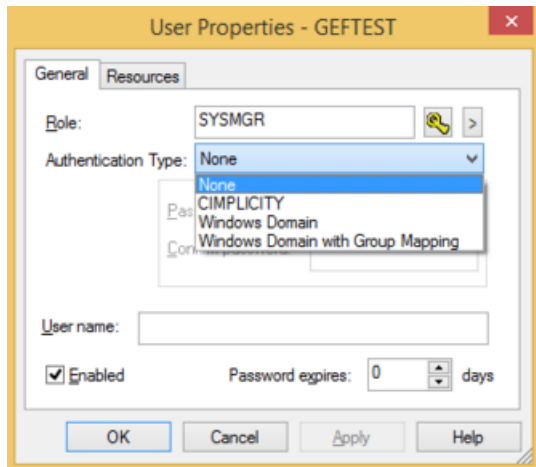 User Properties - GEFTEST
General Resources
Role: SYSMGR >
Authentication Type: None
None
CIMPLICITY
Windows Domain
Windows Domain with Group Mapping
User name:
Enabled Password expires: 0 days
OK Cancel Apply Help